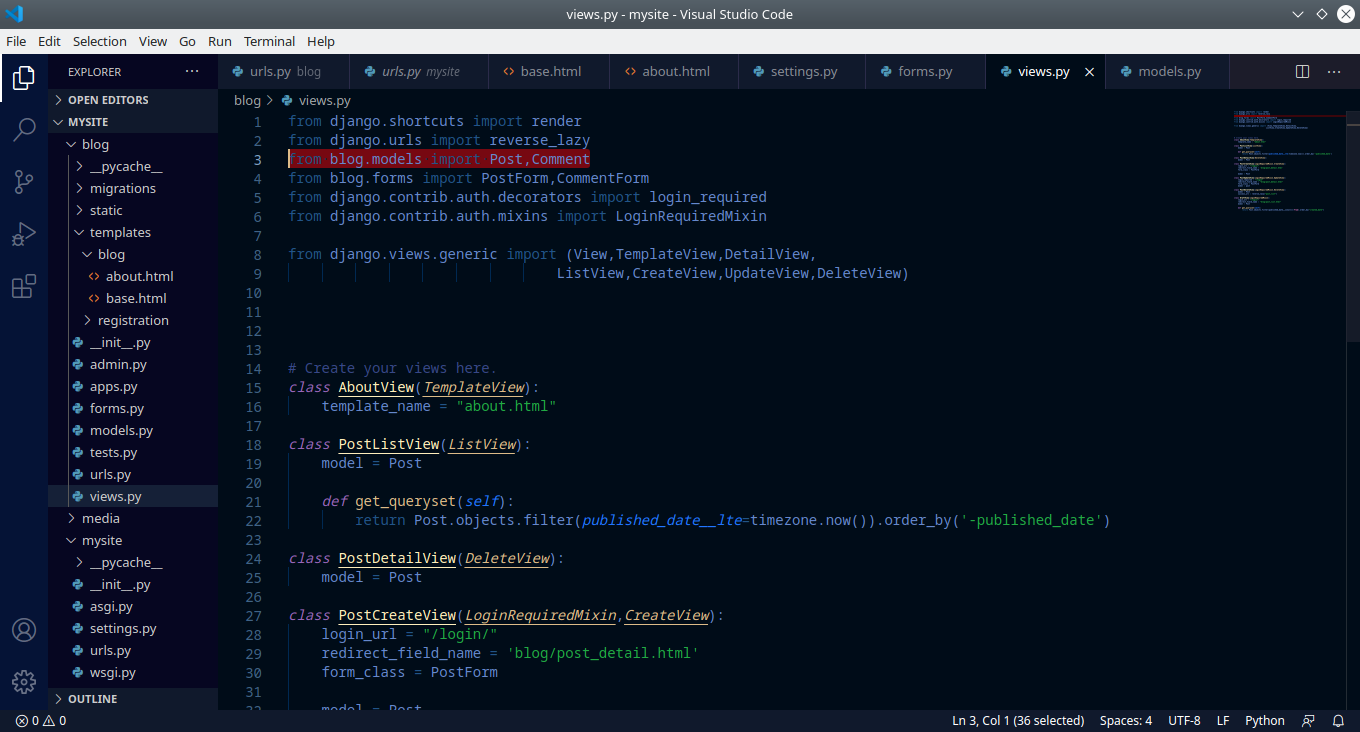 views.py - mysite - Visual Studio Code
File Edit Selection View Go Run Terminal Help
EXPLORER
urls.py blog
urls.py mysite
base.html
about.html
settings.py
forms.py
views.py
models.py
OPEN EDITORS
MYSITE
blog
__pycache__
migrations
static
templates
blog
about.html
base.html
registration
__init__.py
admin.py
apps.py
forms.py
models.py
tests.py
urls.py
views.py
media
mysite
__pycache__
__init__.py
asgi.py
settings.py
urls.py
wsgi.py
OUTLINE
blog > views.py
1 from django.shortcuts import render
2 from django.urls import reverse_lazy
3 from blog.models import Post,Comment
4 from blog.forms import PostForm,CommentForm
5 from django.contrib.auth.decorators import login_required
6 from django.contrib.auth.mixins import LoginRequiredMixin
7
8 from django.views.generic import (View,TemplateView,DetailView,
9 ListView,CreateView,UpdateView,DeleteView)
10
11
12
13
14 # Create your views here.
15 class AboutView(TemplateView):
16 template_name = "about.html"
17
18 class PostListView(ListView):
19 model = Post
20
21 def get_queryset(self):
22 return Post.objects.filter(published_date__lte=timezone.now()).order_by('-published_date')
23
24 class PostDetailView(DeleteView):
25 model = Post
26
27 class PostCreateView(LoginRequiredMixin,CreateView):
28 login_url = "/login/"
29 redirect_field_name = 'blog/post_detail.html'
30 form_class = PostForm
31
32 model = Post
0 0
Ln 3, Col 1 (36 selected) Spaces: 4 UTF-8 LF Python